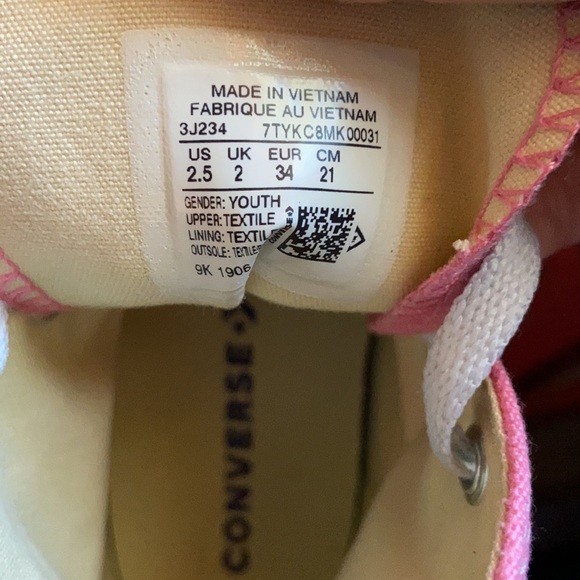 MADE IN VIETNAM
FABRIQUE AU VIETNAM
3J234 7TYKC8MK00031
US UK EUR CM
2.5 2 34 21
GENDER: YOUTH
UPPER: TEXTILE
LINING: TEXTILE
OUTSOLE:
9K 1906
CONVERSE